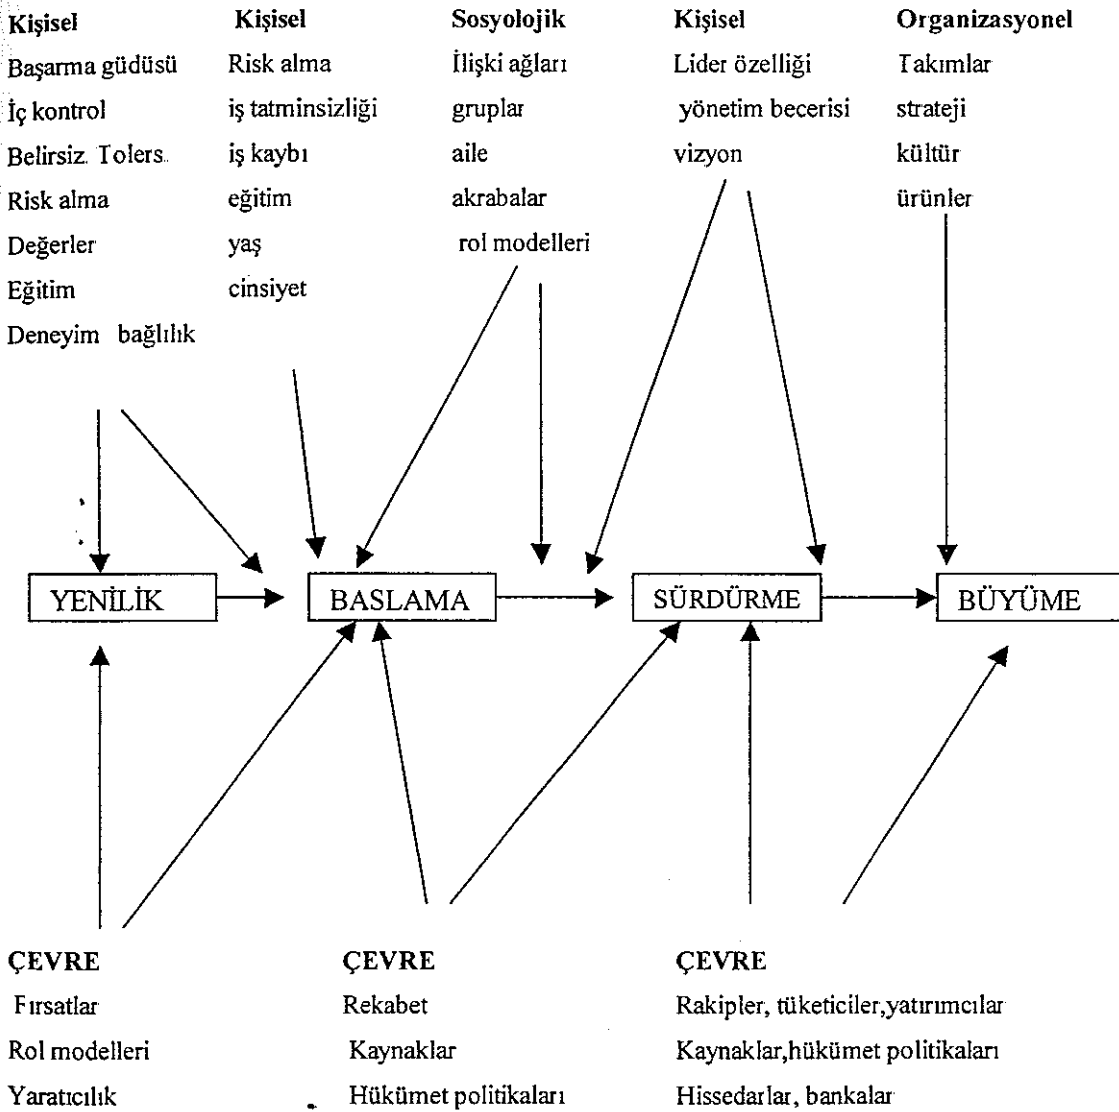 Kişisel Kişisel Sosyolojik Kişisel Organizasyonel
Başarma güdüsü Risk alma İlişki ağları Lider özelliği Takımlar
İç kontrol iş tatminsizliği gruplar yönetim becerisi strateji
Belirsiz. Tolers. iş kaybı aile vizyon kültür
Risk alma eğitim akrabalar ürünler
Değerler yaş rol modelleri
Eğitim cinsiyet
Deneyim bağlılık
YENİLİK BASLAMA SÜRDÜRME BÜYÜME
ÇEVRE ÇEVRE ÇEVRE
Fırsatlar Rekabet Rakipler, tüketiciler,yatırımcılar
Rol modelleri Kaynaklar Kaynaklar,hükümet politikaları
Yaratıcılık Hükümet politikaları Hissedarlar, bankalar